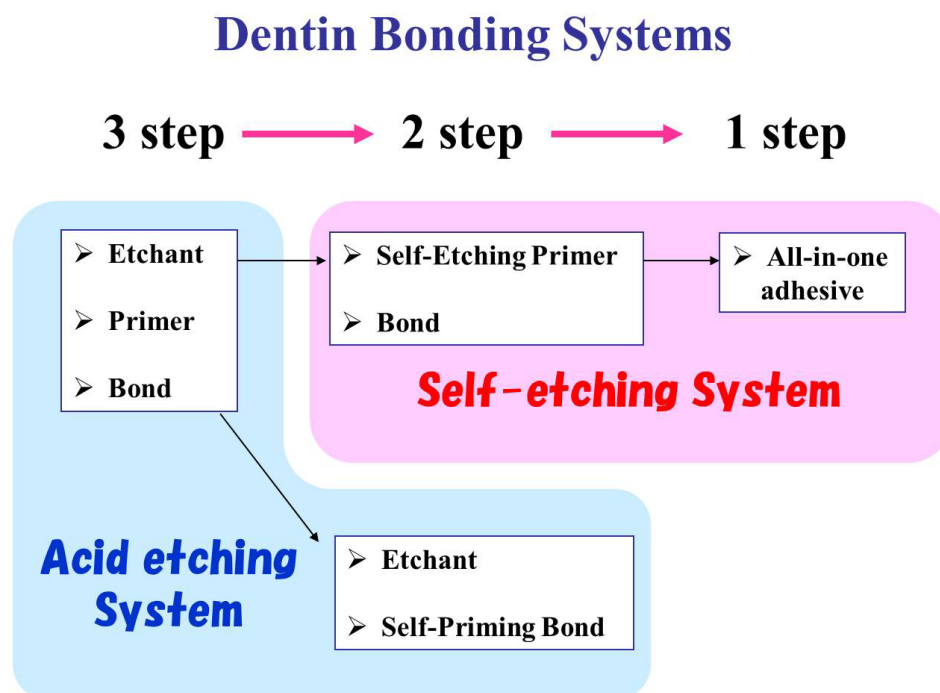 Dentin Bonding Systems
3 step
2 step
1 step
➢ Etchant
➢ Primer
➢ Bond
➢ Self-Etching Primer
➢ Bond
➢ All-in-one
adhesive
Self-etching System
Acid etching
System
➢ Etchant
➢ Self-Priming Bond